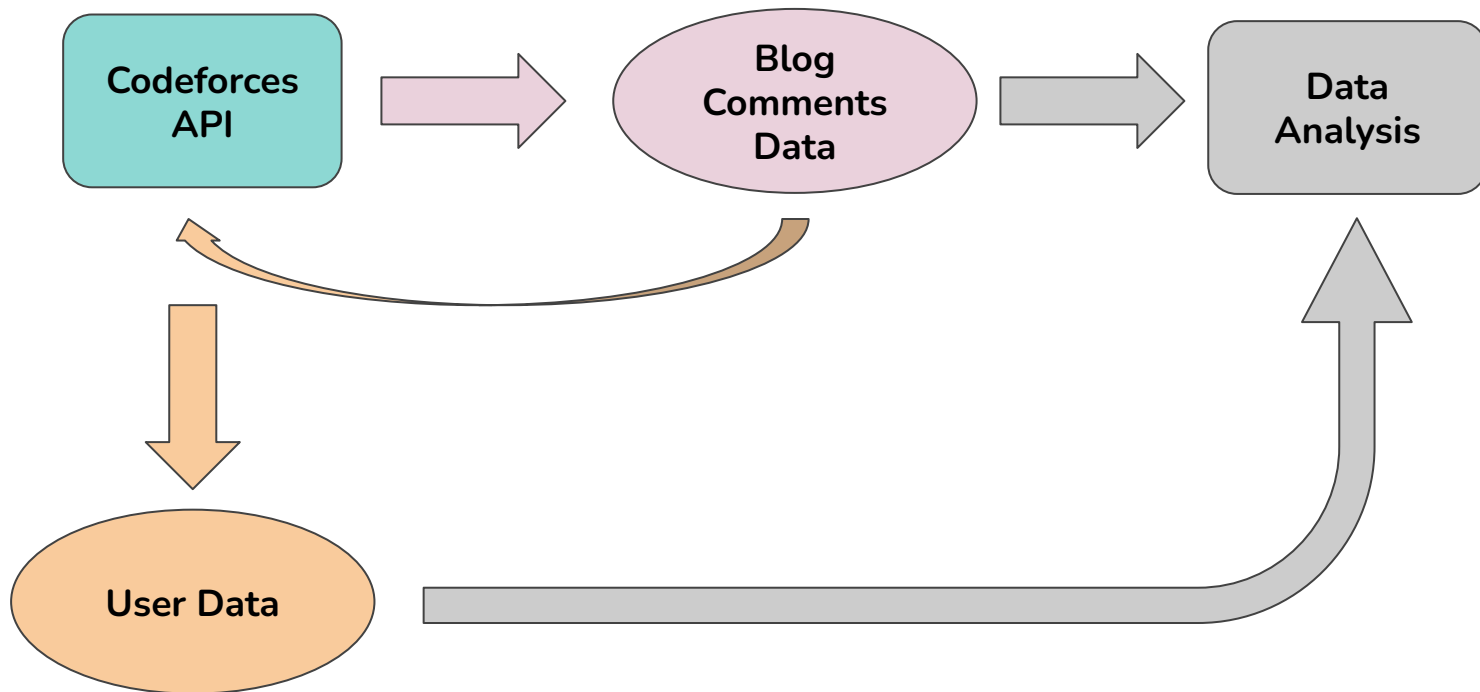 Codeforces
API
Blog
Comments
Data
Data
Analysis
User Data